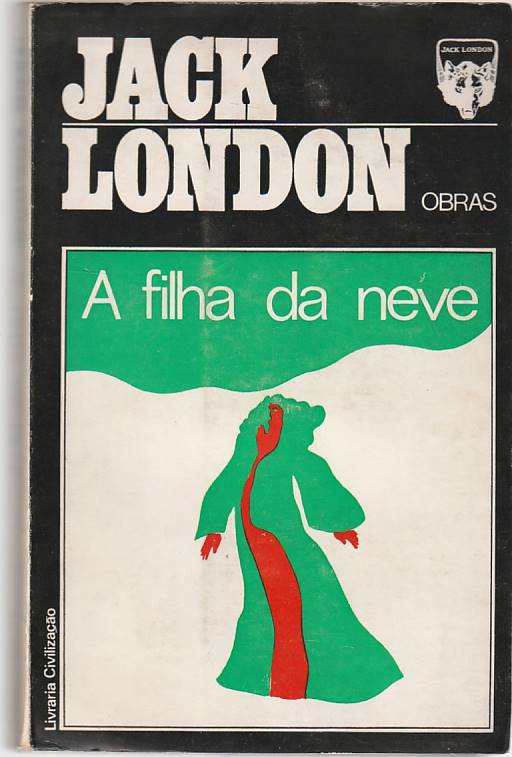 JACK
LONDON
JACK LONDON
OBRAS
A filha da neve
Livraria Civilização